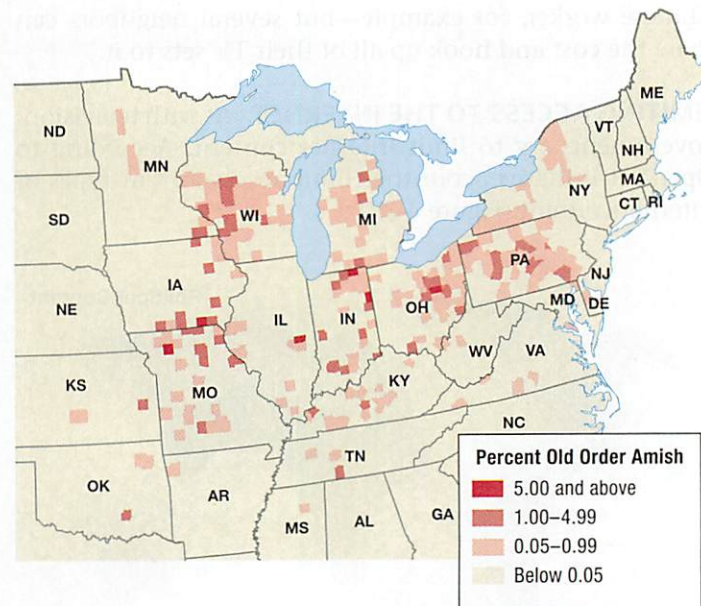 ME
ND
VT
MN
NH
NY
MA
SD
WI
MI
CT RI
PA
IA
NJ
NE
OH
MD
DE
IL
IN
WV
VA
KS
MO
KY
NC
TN
OK
AR
MS
AL
GA
Percent Old Order Amish
5.00 and above
1.00–4.99
0.05–0.99
Below 0.05